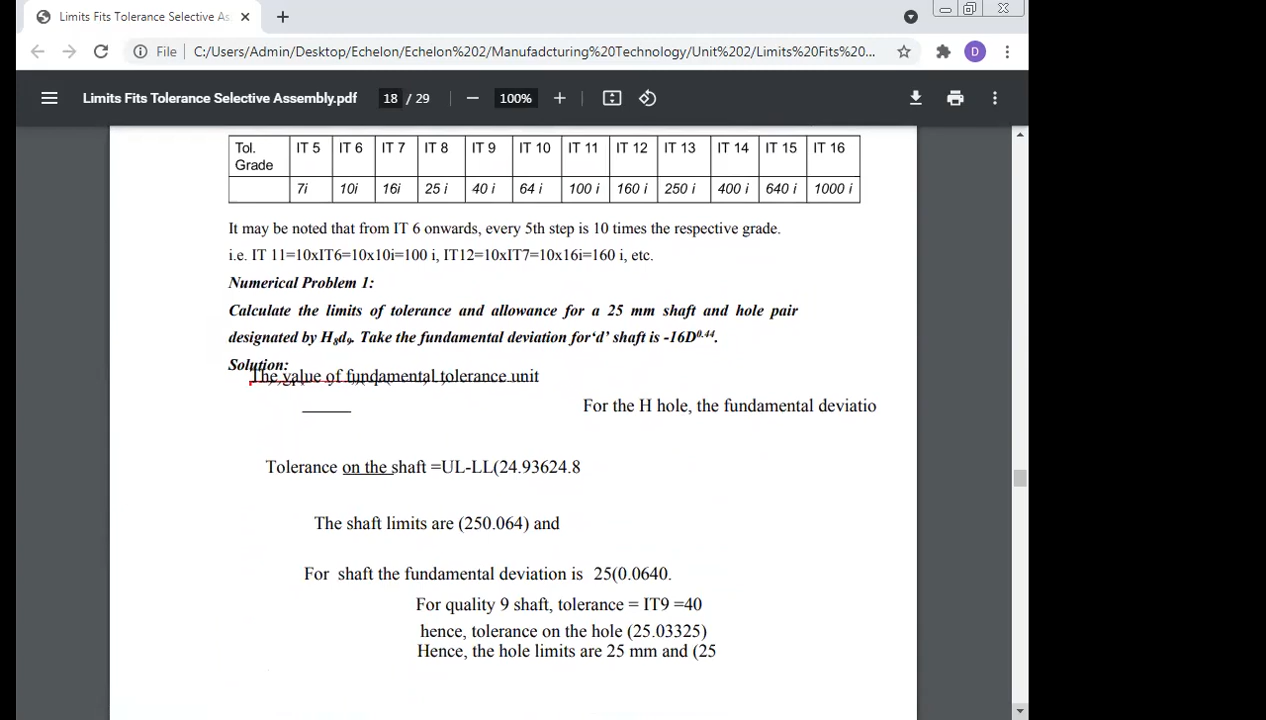 Limits Fits Tolerance Selective As
File C:/Users/Admin/Desktop/Echelon/Echelon%202/Manufadcturing%20Technology/Unit%202/Limits%20Fits%20... D
Limits Fits Tolerance Selective Assembly.pdf 18 / 29 100%
Tol. Grade IT 5 IT 6 IT 7 IT 8 IT 9 IT 10 IT 11 IT 12 IT 13 IT 14 IT 15 IT 16
7i 10i 16i 25 i 40 i 64 i 100 i 160 i 250 i 400 i 640 i 1000 i
It may be noted that from IT 6 onwards, every 5th step is 10 times the respective grade.
i.e. IT 11=10xIT6=10x10i=100 i, IT12=10xIT7=10x16i=160 i, etc.
Numerical Problem 1:
Calculate the limits of tolerance and allowance for a 25 mm shaft and hole pair
designated by H₈d₉. Take the fundamental deviation for‘d’ shaft is -16D⁰·⁴⁴.
Solution:
The value of fundamental tolerance unit
For the H hole, the fundamental deviatio
Tolerance on the shaft =UL-LL(24.93624.8
The shaft limits are (250.064) and
For shaft the fundamental deviation is 25(0.0640.
For quality 9 shaft, tolerance = IT9 =40
hence, tolerance on the hole (25.03325)
Hence, the hole limits are 25 mm and (25